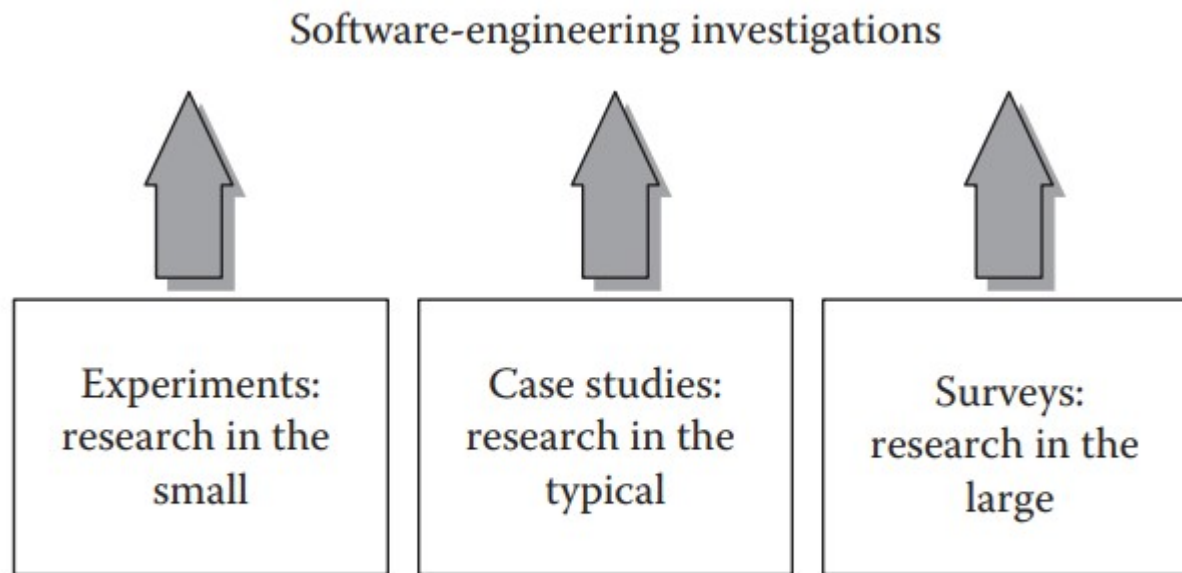 Software-engineering investigations
Experiments:
research in the
small
Case studies:
research in the
typical
Surveys:
research in the
large